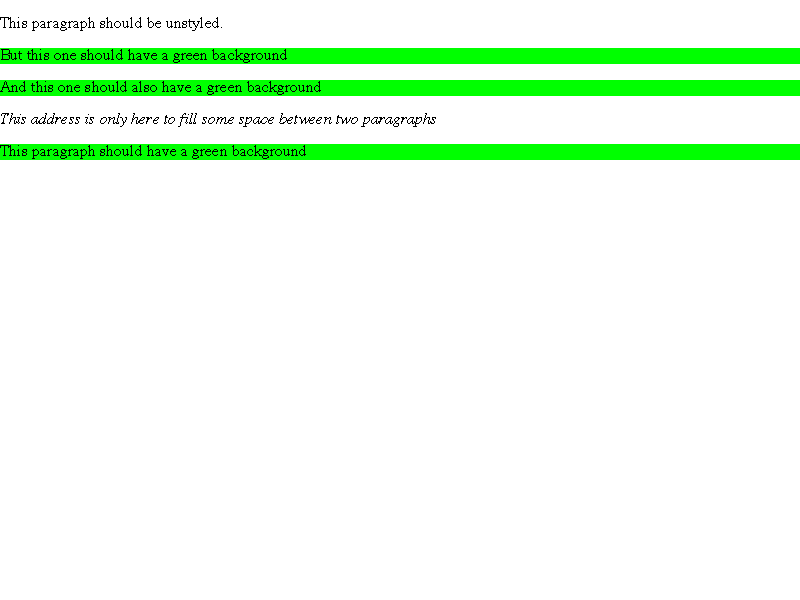 This paragraph should be unstyled.
But this one should have a green background
And this one should also have a green background
This address is only here to fill some space between two paragraphs
This paragraph should have a green background